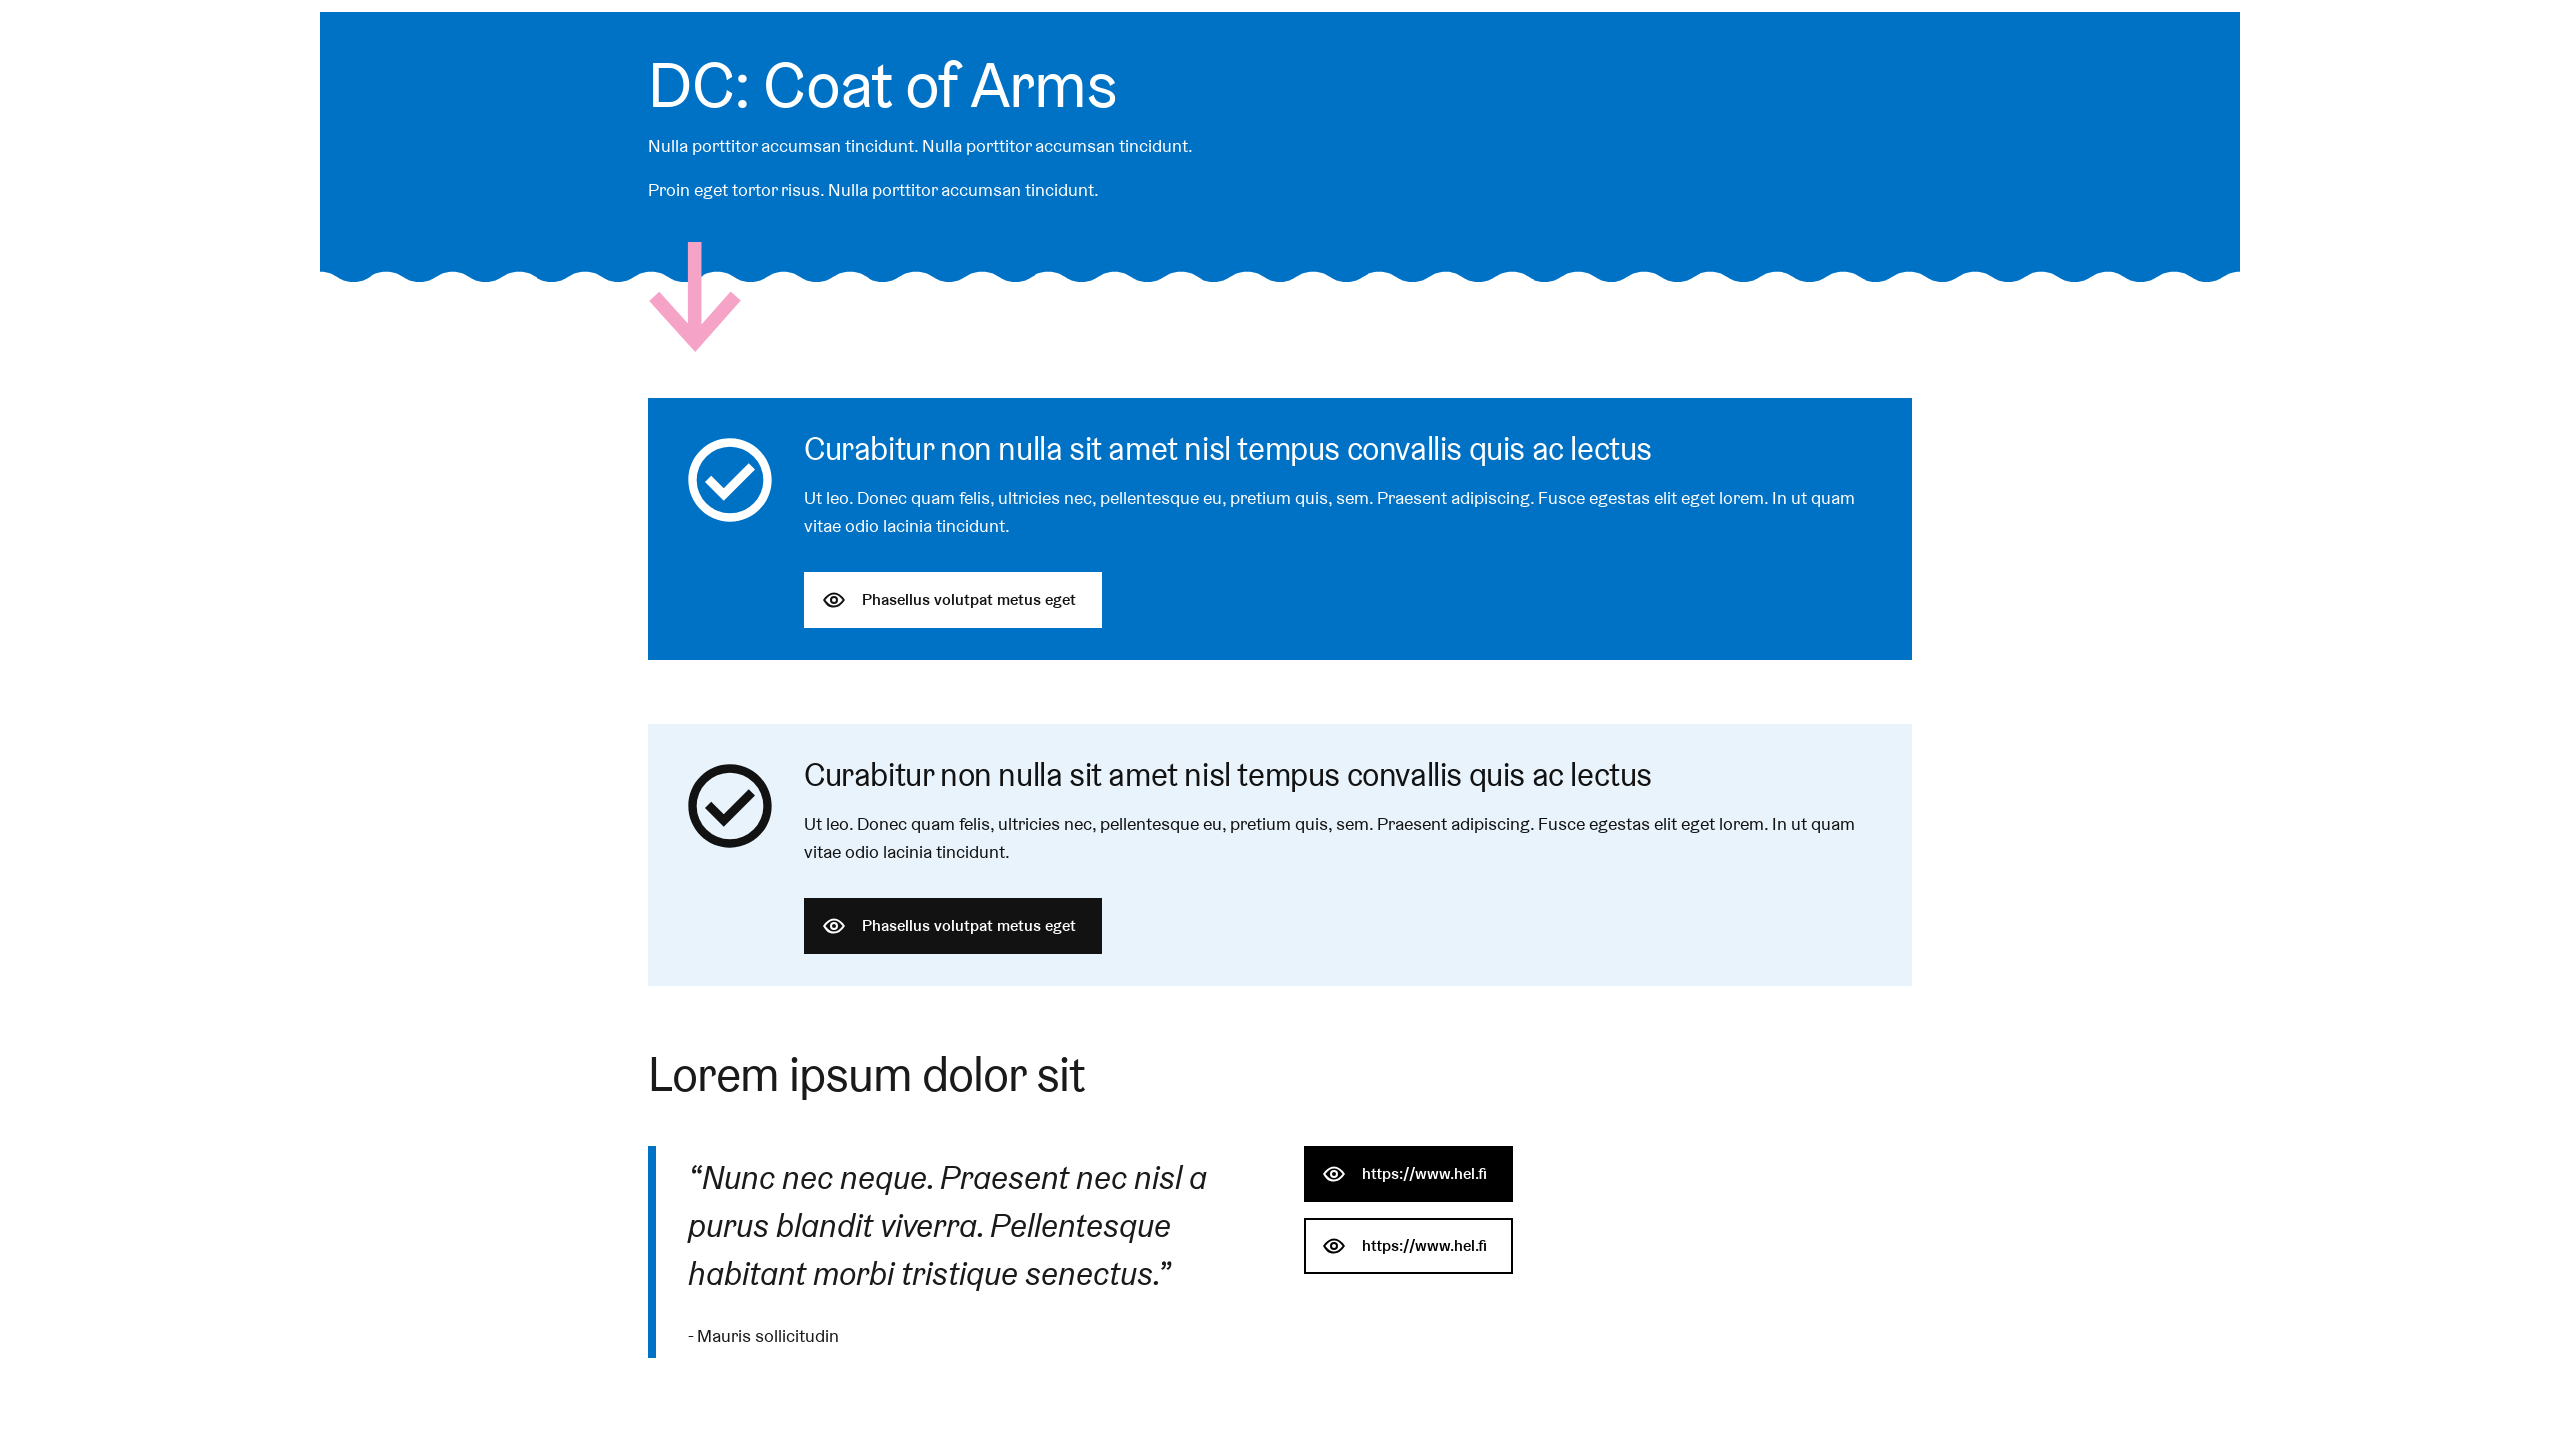 DC: Coat of Arms
Nulla porttitor accumsan tincidunt. Nulla porttitor accumsan tincidunt.
Proin eget tortor risus. Nulla porttitor accumsan tincidunt.
Curabitur non nulla sit amet nisl tempus convallis quis ac lectus
Ut leo. Donec quam felis, ultricies nec, pellentesque eu, pretium quis, sem. Praesent adipiscing. Fusce egestas elit eget lorem. In ut quam
vitae odio lacinia tincidunt.
Phasellus volutpat metus eget
Curabitur non nulla sit amet nisl tempus convallis quis ac lectus
Ut leo. Donec quam felis, ultricies nec, pellentesque eu, pretium quis, sem. Praesent adipiscing. Fusce egestas elit eget lorem. In ut quam
vitae odio lacinia tincidunt.
Phasellus volutpat metus eget
Lorem ipsum dolor sit
“Nunc nec neque. Praesent nec nisl a
purus blandit viverra. Pellentesque
habitant morbi tristique senectus.”
- Mauris sollicitudin
https://www.hel.fi
https://www.hel.fi